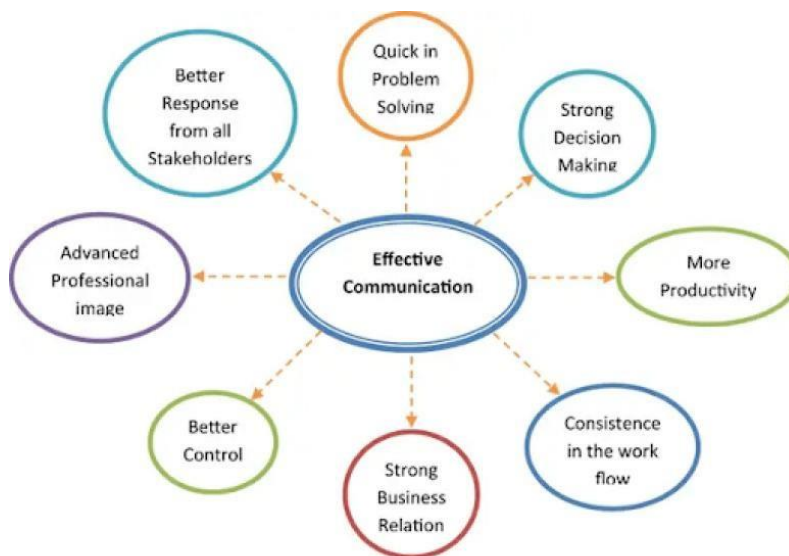 Quick in
Problem
Solving
Better
Response
from all
Stakeholders
Strong
Decision
Making
Advanced
Professional
image
Effective
Communication
More
Productivity
Better
Control
Strong
Business
Relation
Consistence
in the work
flow